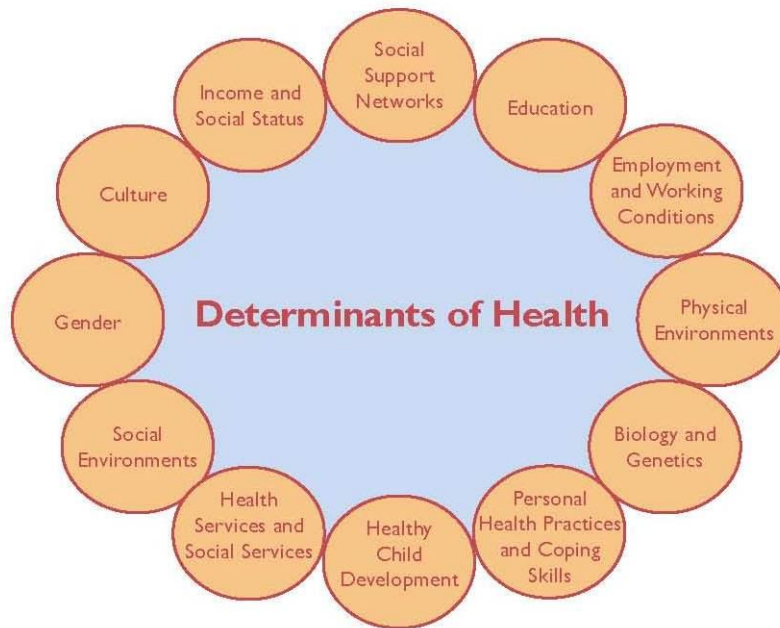 Determinants of Health
Social
Support
Networks
Education
Employment
and Working
Conditions
Physical
Environments
Biology and
Genetics
Personal
Health Practices
and Coping
Skills
Healthy
Child
Development
Health
Services and
Social Services
Social
Environments
Gender
Culture
Income and
Social Status